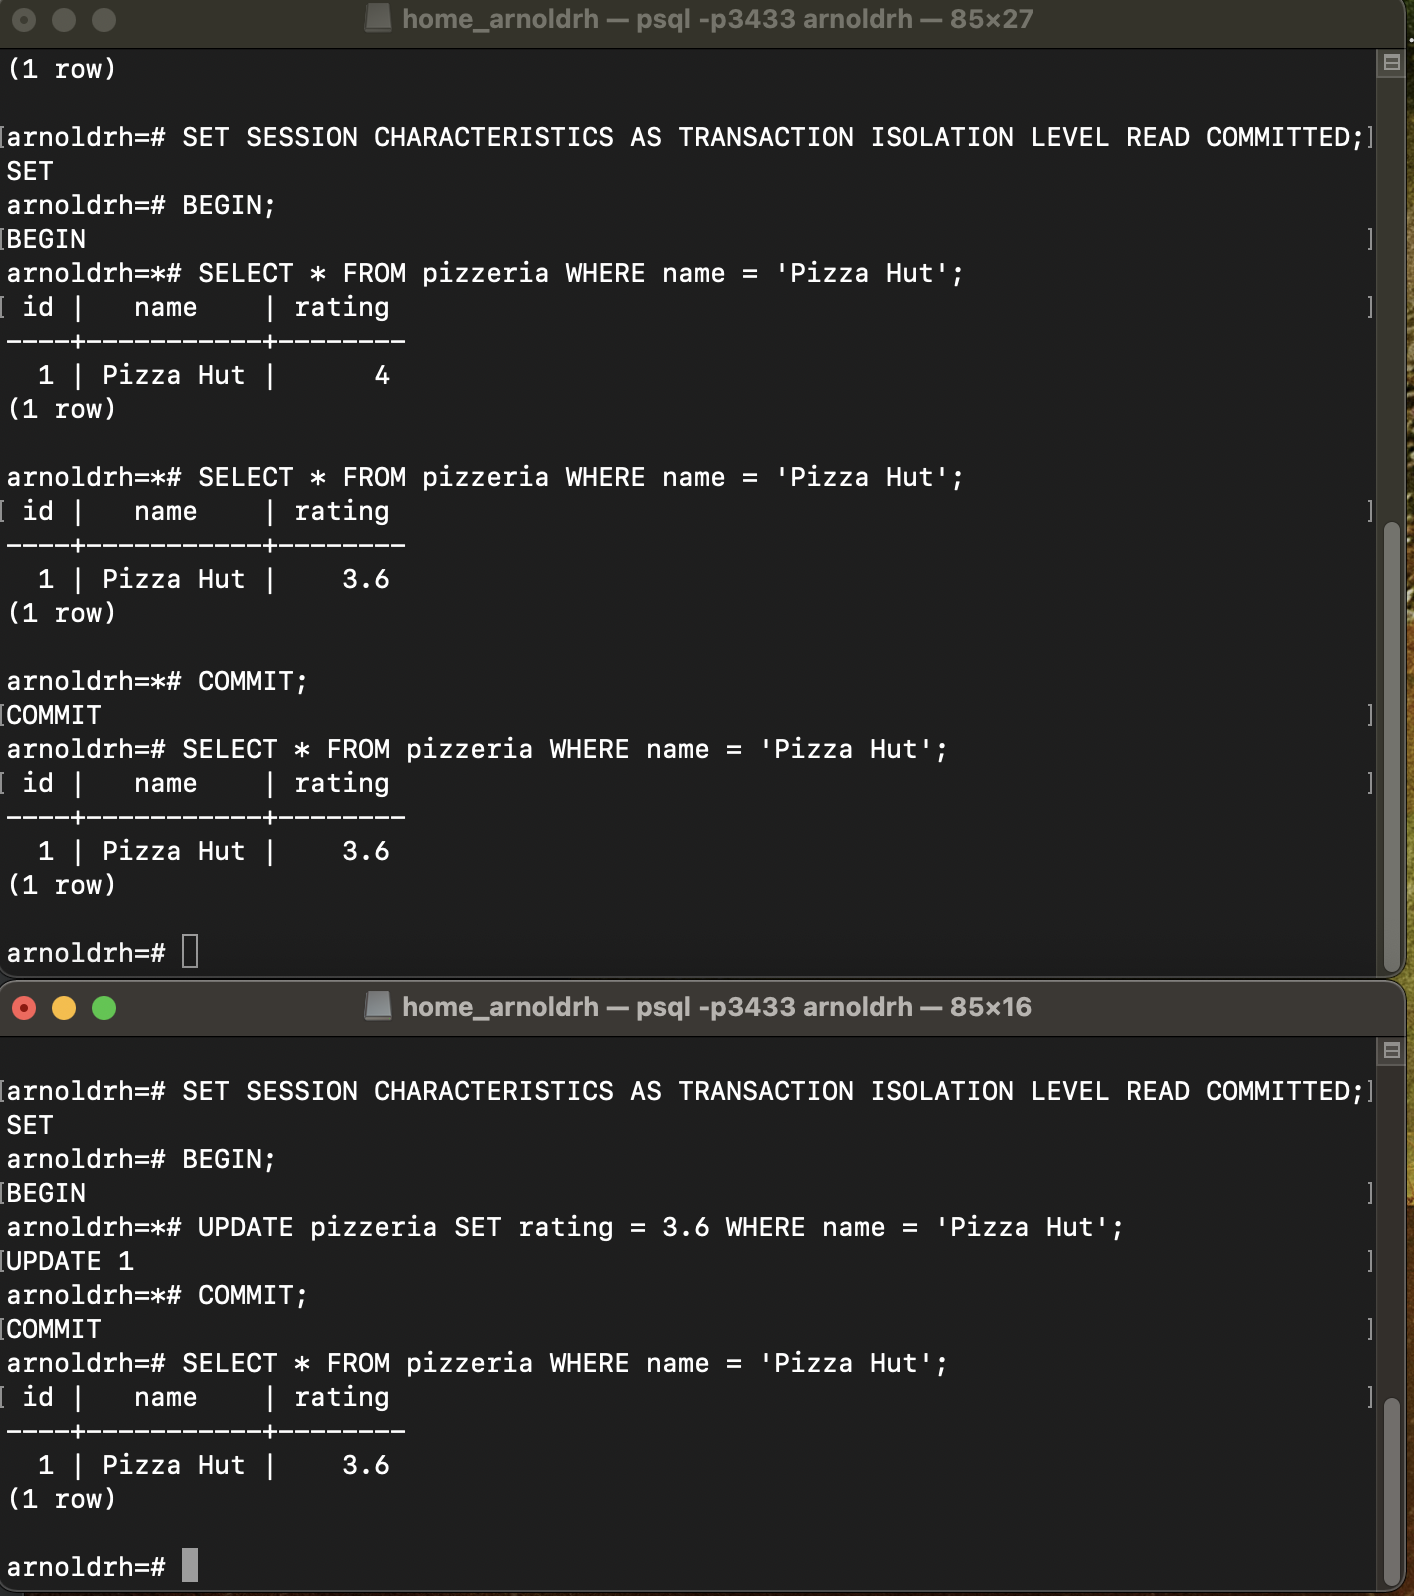 home_arnoldrh — psql -p3433 arnoldrh — 85×27
(1 row)
[arnoldrh=# SET SESSION CHARACTERISTICS AS TRANSACTION ISOLATION LEVEL READ COMMITTED;]
SET
arnoldrh=# BEGIN;
[BEGIN ]
arnoldrh=*# SELECT * FROM pizzeria WHERE name = 'Pizza Hut';
[ id |   name    | rating ]
----+-----------+--------
  1 | Pizza Hut |      4
(1 row)
arnoldrh=*# SELECT * FROM pizzeria WHERE name = 'Pizza Hut';
[ id |   name    | rating ]
----+-----------+--------
  1 | Pizza Hut |    3.6
(1 row)
arnoldrh=*# COMMIT;
[COMMIT ]
arnoldrh=# SELECT * FROM pizzeria WHERE name = 'Pizza Hut';
[ id |   name    | rating ]
----+-----------+--------
  1 | Pizza Hut |    3.6
(1 row)
arnoldrh=#
home_arnoldrh — psql -p3433 arnoldrh — 85×16
[arnoldrh=# SET SESSION CHARACTERISTICS AS TRANSACTION ISOLATION LEVEL READ COMMITTED;]
SET
arnoldrh=# BEGIN;
[BEGIN ]
arnoldrh=*# UPDATE pizzeria SET rating = 3.6 WHERE name = 'Pizza Hut';
[UPDATE 1 ]
arnoldrh=*# COMMIT;
[COMMIT ]
arnoldrh=# SELECT * FROM pizzeria WHERE name = 'Pizza Hut';
[ id |   name    | rating ]
----+-----------+--------
  1 | Pizza Hut |    3.6
(1 row)
arnoldrh=#